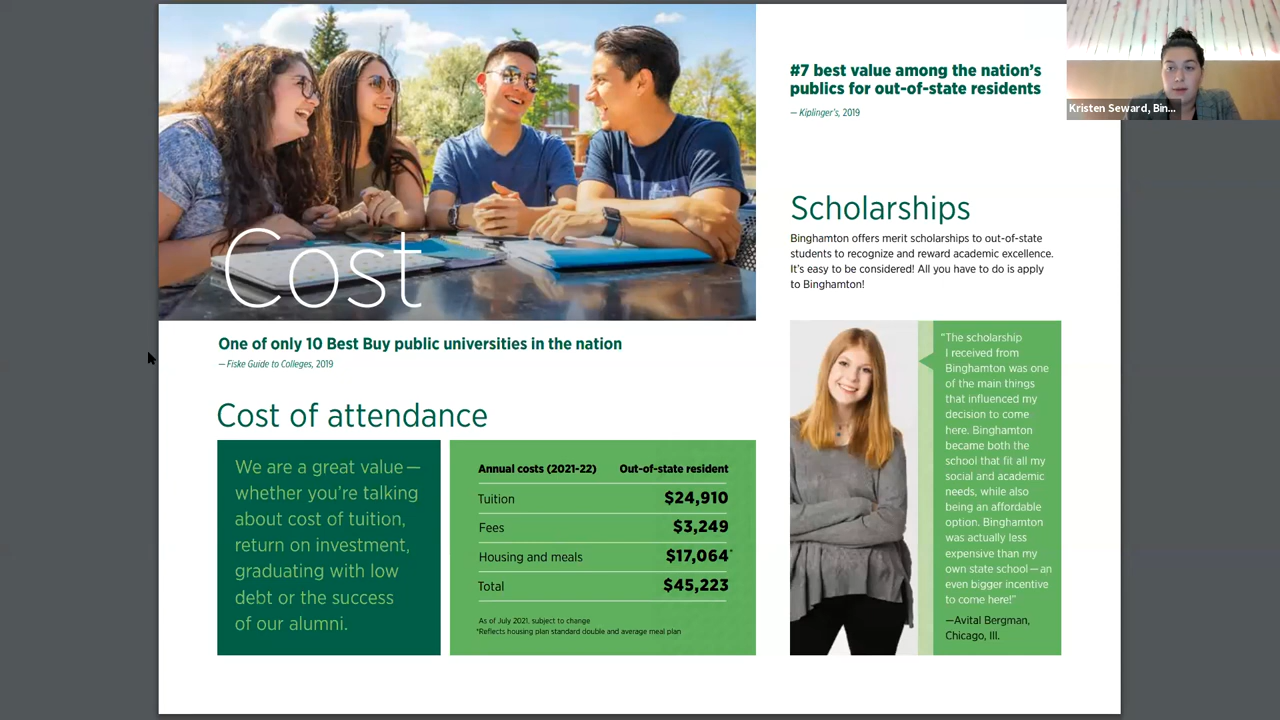 Cost
One of only 10 Best Buy public universities in the nation
— Fiske Guide to Colleges, 2019
Cost of attendance
We are a great value—
whether you're talking
about cost of tuition,
return on investment,
graduating with low
debt or the success
of our alumni.
Annual costs (2021-22) Out-of-state resident
Tuition $24,910
Fees $3,249
Housing and meals $17,064*
Total $45,223
As of July 2021, subject to change
*Reflects housing plan standard double and average meal plan
#7 best value among the nation's
publics for out-of-state residents
— Kiplinger's, 2019
Scholarships
Binghamton offers merit scholarships to out-of-state
students to recognize and reward academic excellence.
It's easy to be considered! All you have to do is apply
to Binghamton!
"The scholarship
I received from
Binghamton was one
of the main things
that influenced my
decision to come
here. Binghamton
became both the
school that fit all my
social and academic
needs, while also
being an affordable
option. Binghamton
was actually less
expensive than my
own state school—an
even bigger incentive
to come here!"
—Avital Bergman,
Chicago, Ill.
Kristen Seward, Bin...